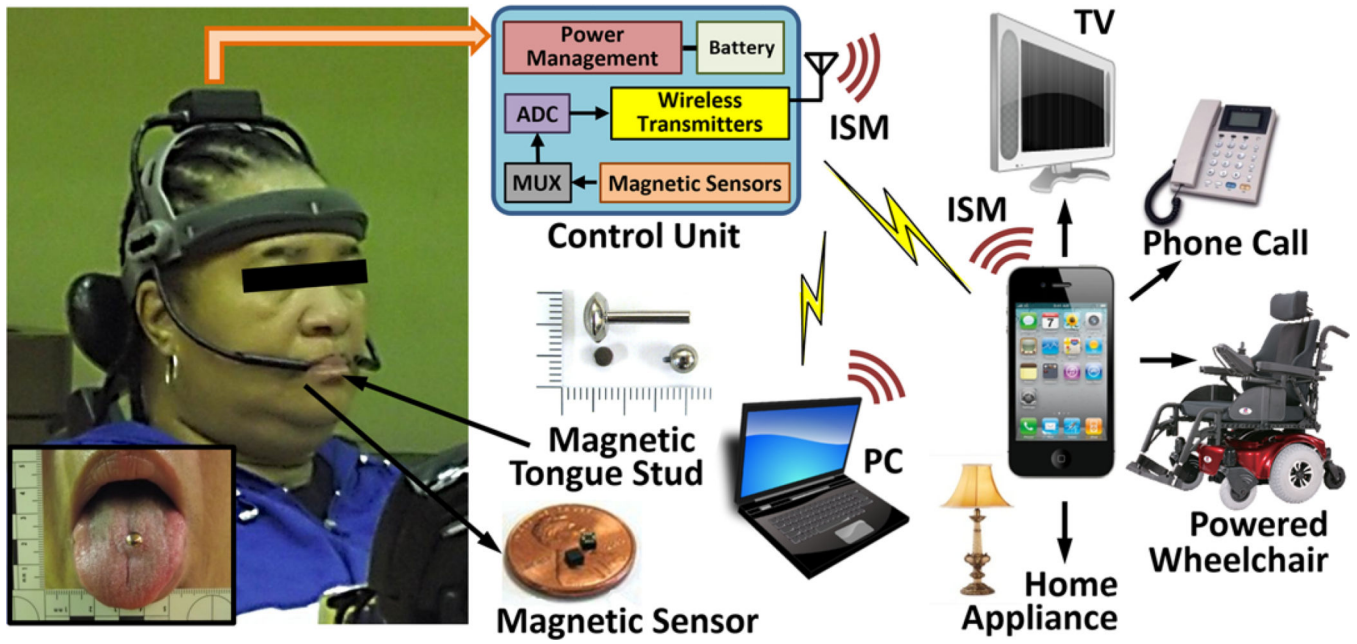 Power
Management
Battery
ADC
Wireless
Transmitters
MUX
Magnetic Sensors
Control Unit
ISM
TV
ISM
Phone Call
Magnetic
Tongue Stud
PC
Powered
Wheelchair
Home
Appliance
Magnetic Sensor